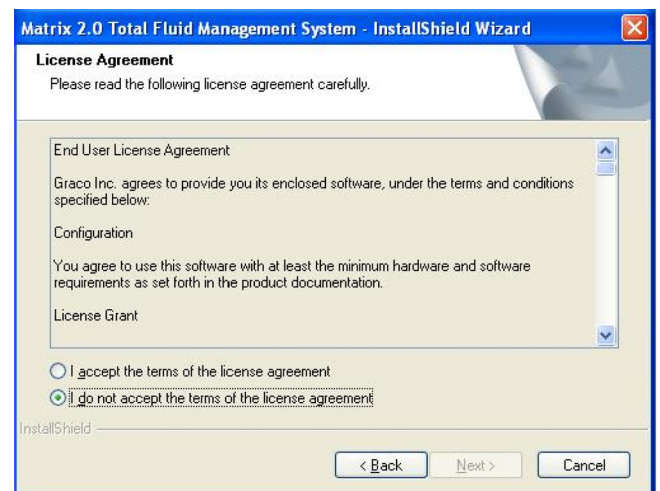 Matrix 2.0 Total Fluid Management System - InstallShield Wizard
License Agreement
Please read the following license agreement carefully.
End User License Agreement
Graco Inc. agrees to provide you its enclosed software, under the terms and conditions
specified below:
Configuration
You agree to use this software with at least the minimum hardware and software
requirements as set forth in the product documentation.
License Grant
I accept the terms of the license agreement
I do not accept the terms of the license agreement
InstallShield
< Back Next > Cancel